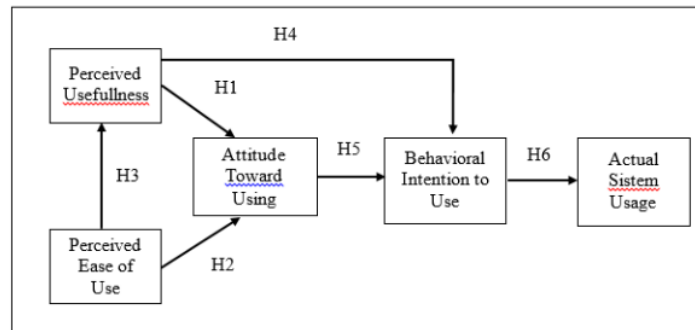 H4
Perceived
Usefullness
H1
Attitude
Toward
Using
H5
Behavioral
Intention to
Use
H6
Actual
Sistem
Usage
H3
Perceived
Ease of
Use
H2